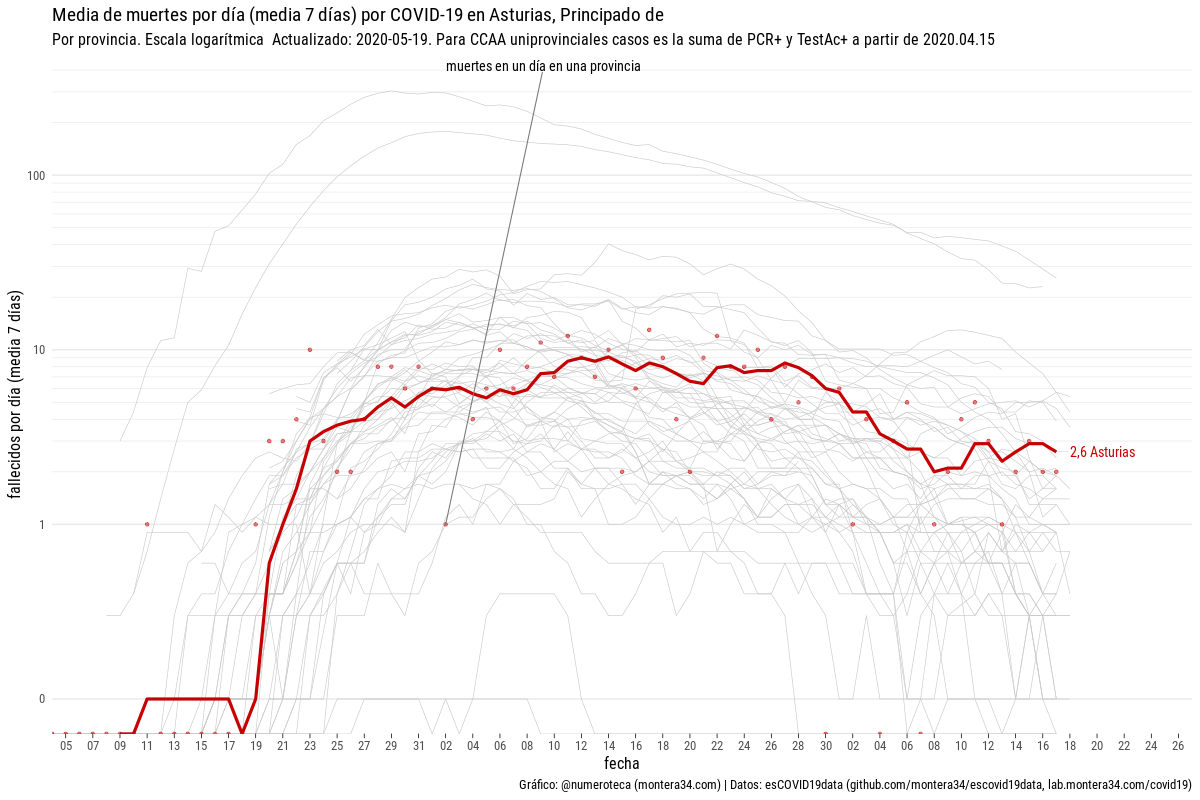 Media de muertes por día (media 7 días) por COVID-19 en Asturias, Principado de
Por provincia. Escala logarítmica  Actualizado: 2020-05-19. Para CCAA uniprovinciales casos es la suma de PCR+ y TestAc+ a partir de 2020.04.15
muertes en un día en una provincia
fallecidos por día (media  7 días)
100
10
1
0
2,6 Asturias
05 07 09 11 13 15 17 19 21 23 25 27 29 31 02 04 06 08 10 12 14 16 18 20 22 24 26 28 30 02 04 06 08 10 12 14 16 18 20 22 24 26
fecha
Gráfico: @numeroteca (montera34.com) | Datos: esCOVID19data (github.com/montera34/escovid19data, lab.montera34.com/covid19)